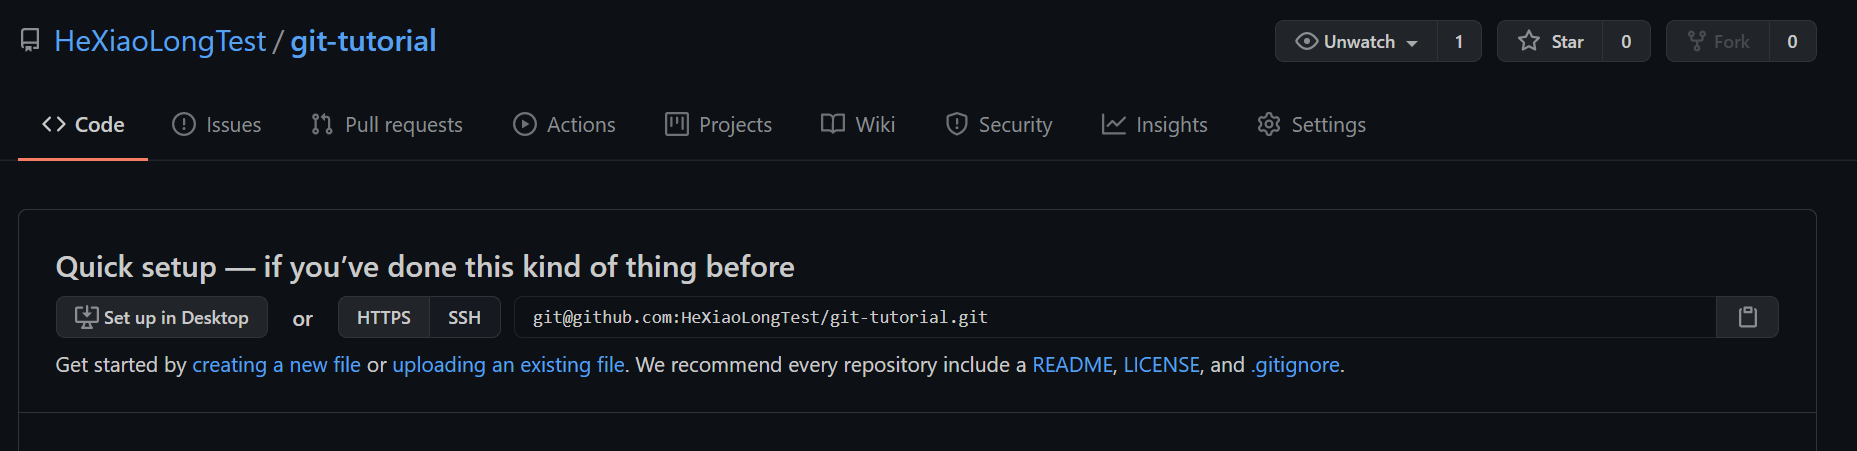 HeXiaoLongTest / git-tutorial
Unwatch 1 Star 0 Fork 0
Code Issues Pull requests Actions Projects Wiki Security Insights Settings
Quick setup — if you’ve done this kind of thing before
Set up in Desktop or HTTPS SSH git@github.com:HeXiaoLongTest/git-tutorial.git
Get started by creating a new file or uploading an existing file. We recommend every repository include a README, LICENSE, and .gitignore.